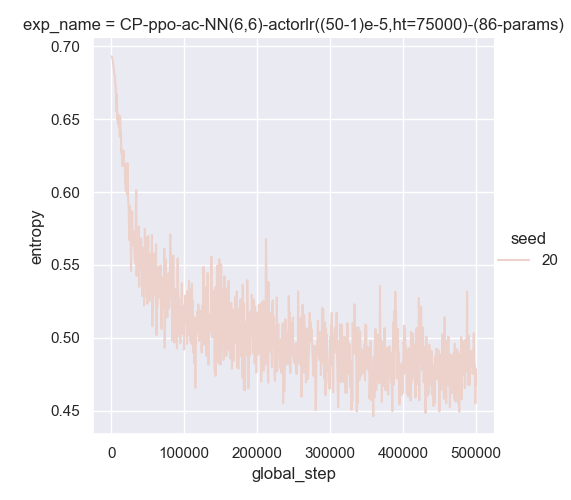 exp_name = CP-ppo-ac-NN(6,6)-actorlr((50-1)e-5,ht=75000)-(86-params)
0.70
0.65
0.60
0.55
0.50
0.45
entropy
0 100000 200000 300000 400000 500000
global_step
seed
20